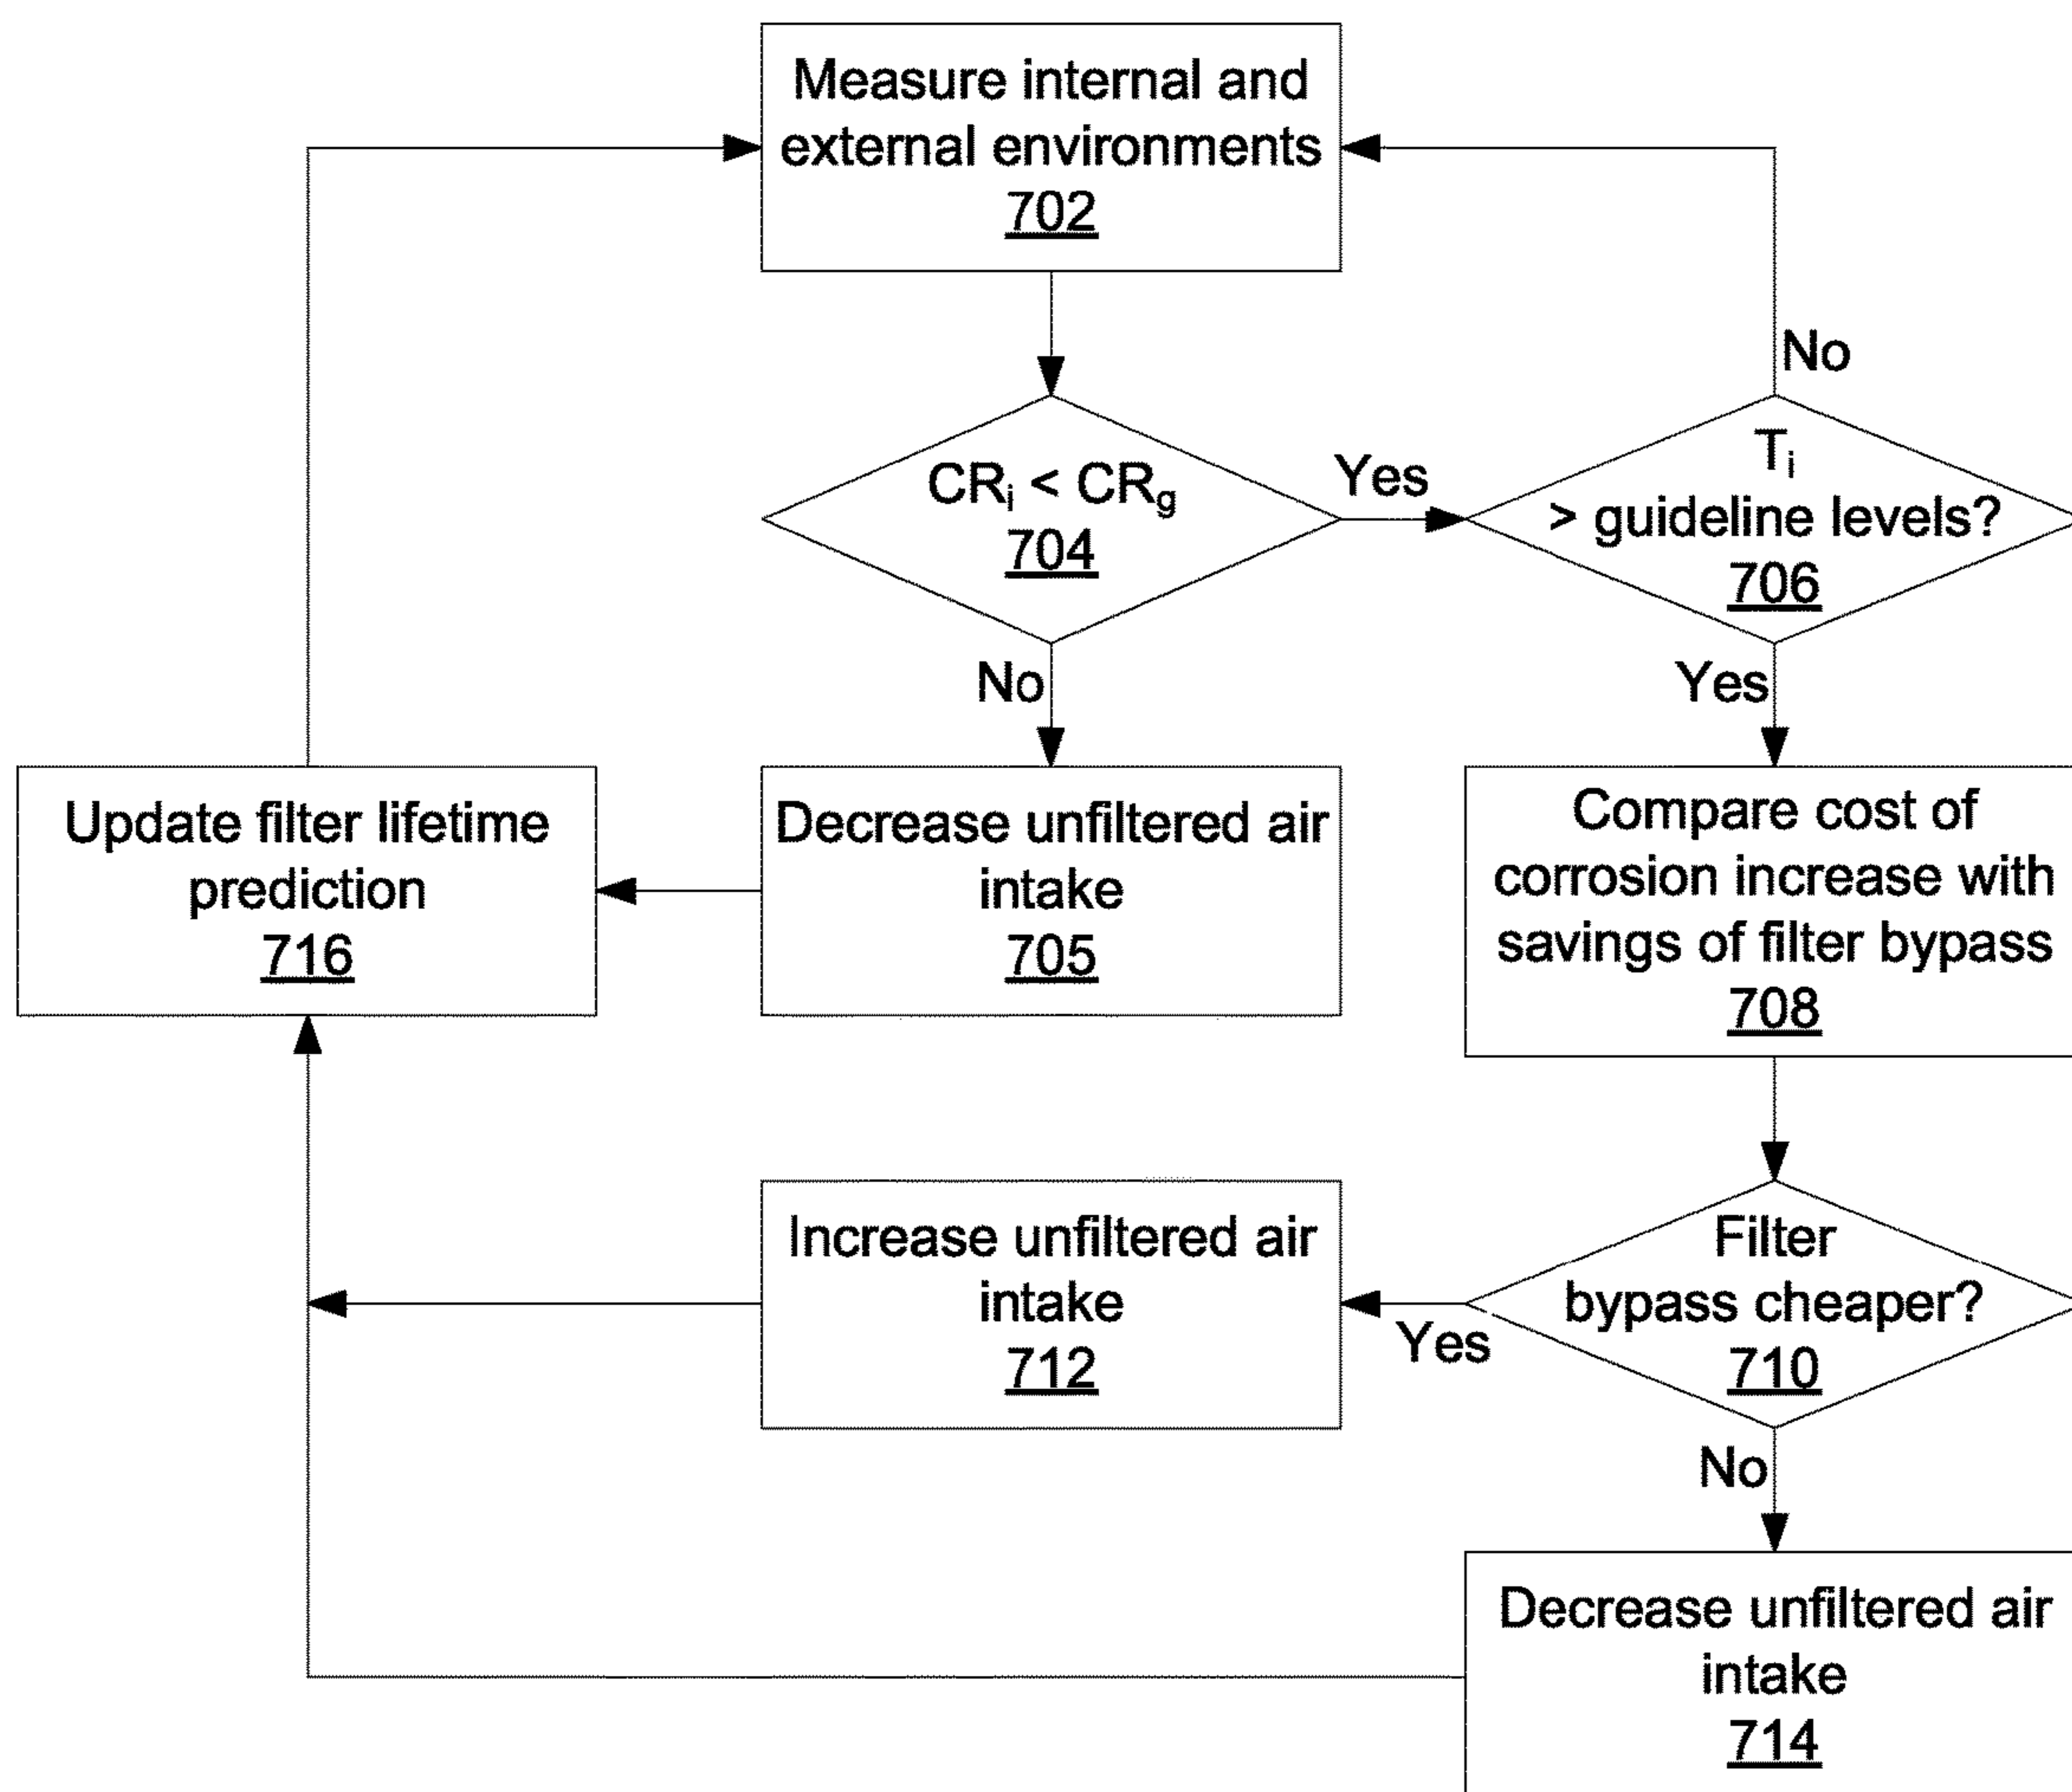 Measure internal and
external environments
702
CRi < CRg
704
Yes
No
Ti
> guideline levels?
706
No
Yes
Update filter lifetime
prediction
716
Decrease unfiltered air
intake
705
Compare cost of
corrosion increase with
savings of filter bypass
708
Increase unfiltered air
intake
712
Yes
Filter
bypass cheaper?
710
No
Decrease unfiltered air
intake
714